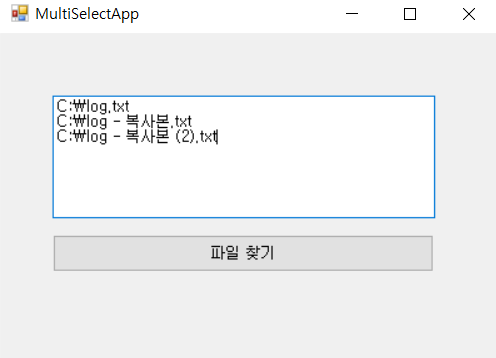 MultiSelectApp
C:₩log.txt
C:₩log - 복사본.txt
C:₩log - 복사본 (2).txt
파일 찾기